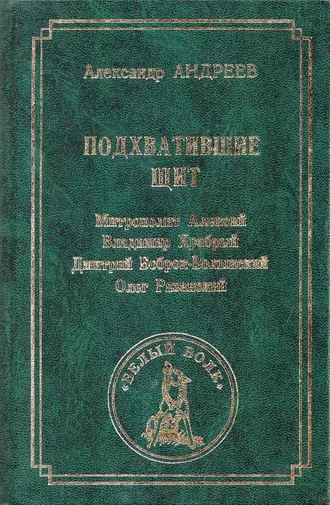 Александр АНДРЕЕВ
ПОДХВАТИВШИЕ
ЩИТ
Митрополит Алексий
Владимир Храбрый
Дмитрий Боброк-Волынский
Олег Рязанский
«БЕЛЫЙ ВОЛК»